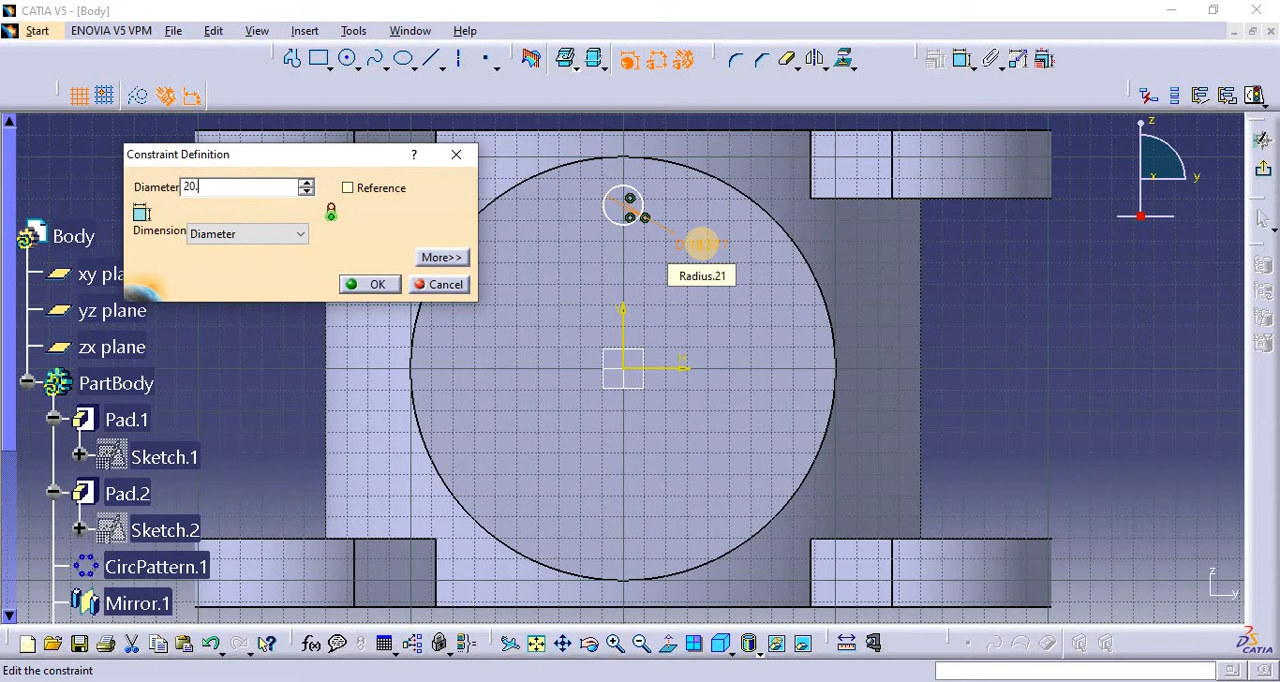 CATIA V5 - [Body]
Start ENOVIA V5 VPM File Edit View Insert Tools Window Help
Constraint Definition ?
Diameter 20. Reference
Dimension Diameter
More>>
OK Cancel
Radius.21
z
x y
V
H
Body
xy pla
yz plane
zx plane
PartBody
Pad.1
Sketch.1
Pad.2
Sketch.2
CircPattern.1
Mirror.1
z
y
f(x)
Edit the constraint
CATIA